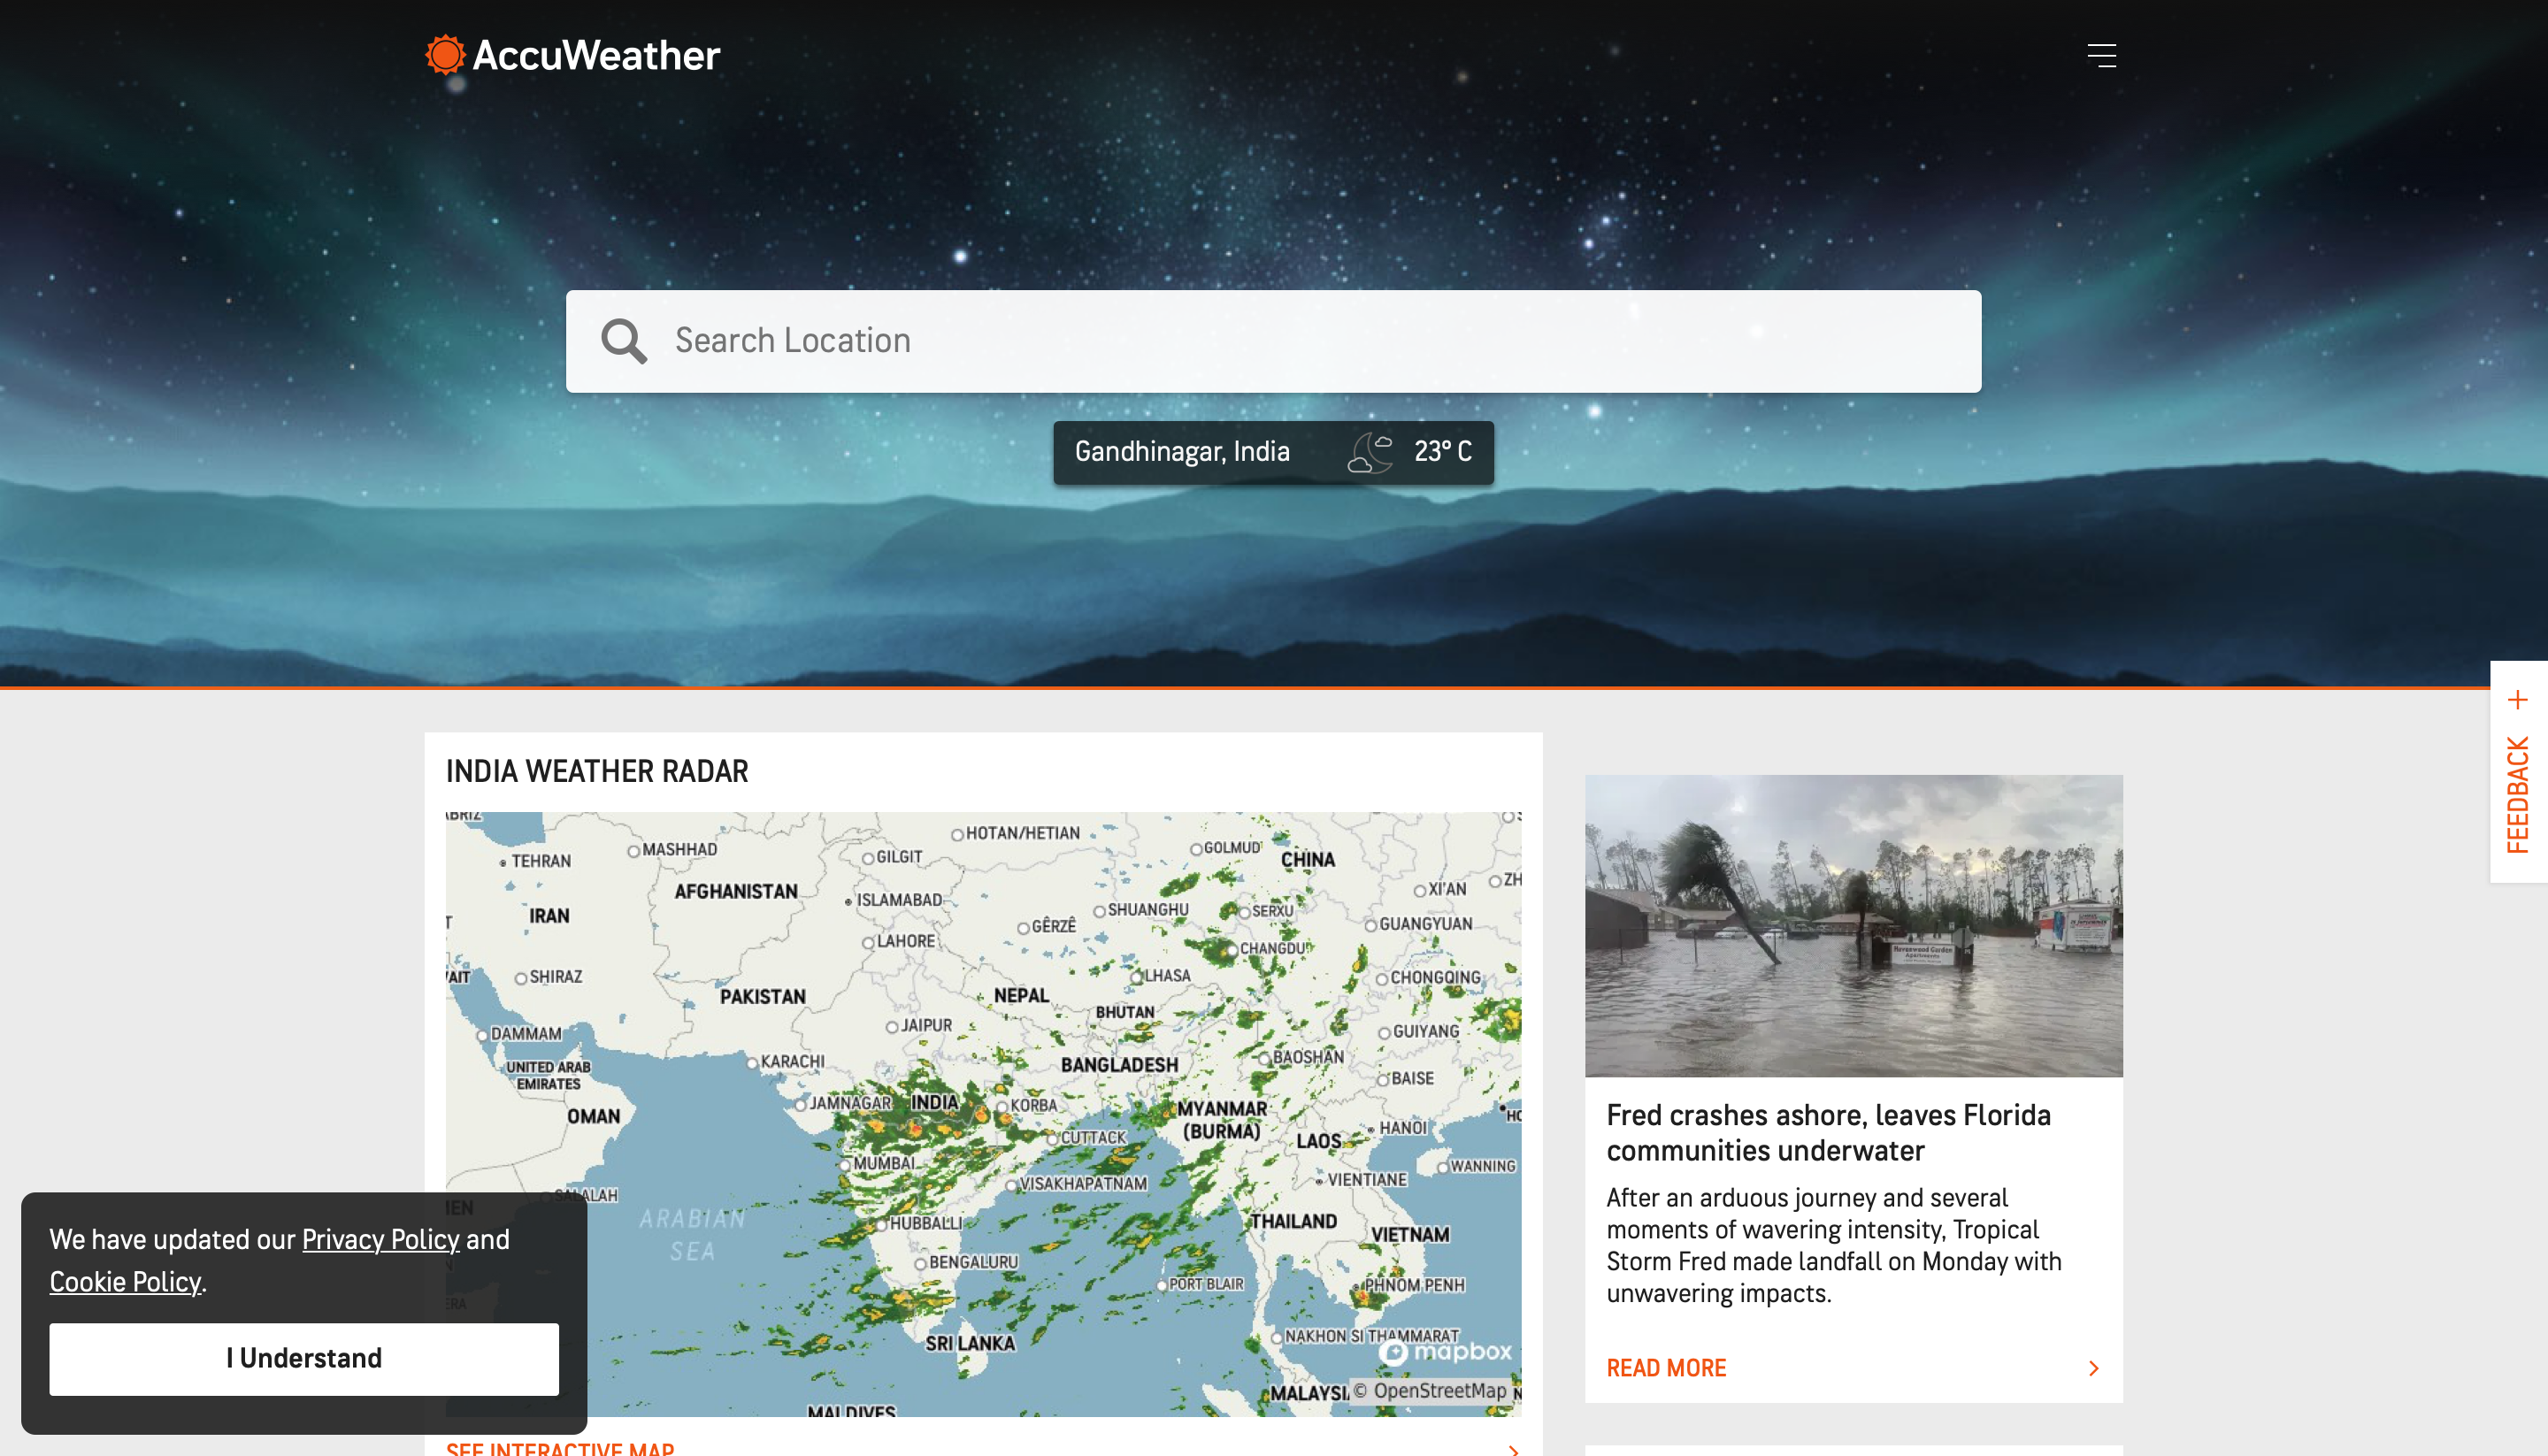 AccuWeather
Search Location
Gandhinagar, India 23° C
FEEDBACK +
INDIA WEATHER RADAR
HOTAN/HETIAN
MASHHAD
GOLMUD
GILGIT
TEHRAN
CHINA
AFGHANISTAN
ISLAMABAD
XI'AN
ZH
IRAN
SHUANGHU
SERXU
GÊRZÊ
GUANGYUAN
LAHORE
CHANGDU
SHIRAZ
LHASA
CHONGQING
PAKISTAN
NEPAL
BHUTAN
JAIPUR
DAMMAM
GUIYANG
KARACHI
BANGLADESH
BAOSHAN
UNITED ARAB
EMIRATES
BAISE
JAMNAGAR
INDIA
KORBA
OMAN
MYANMAR
(BURMA)
HANOI
CUTTACK
LAOS
MUMBAI
WANNING
VISAKHAPATNAM
VIENTIANE
SALALAH
ARABIAN
SEA
HUBBALLI
THAILAND
VIETNAM
BENGALURU
PORT BLAIR
PHNOM PENH
SRI LANKA
NAKHON SI THAMMARAT
mapbox
© OpenStreetMap
MALAYSI
MALDIVES
SEE INTERACTIVE MAP
Fred crashes ashore, leaves Florida
communities underwater
After an arduous journey and several
moments of wavering intensity, Tropical
Storm Fred made landfall on Monday with
unwavering impacts.
READ MORE
We have updated our Privacy Policy and
Cookie Policy.
I Understand